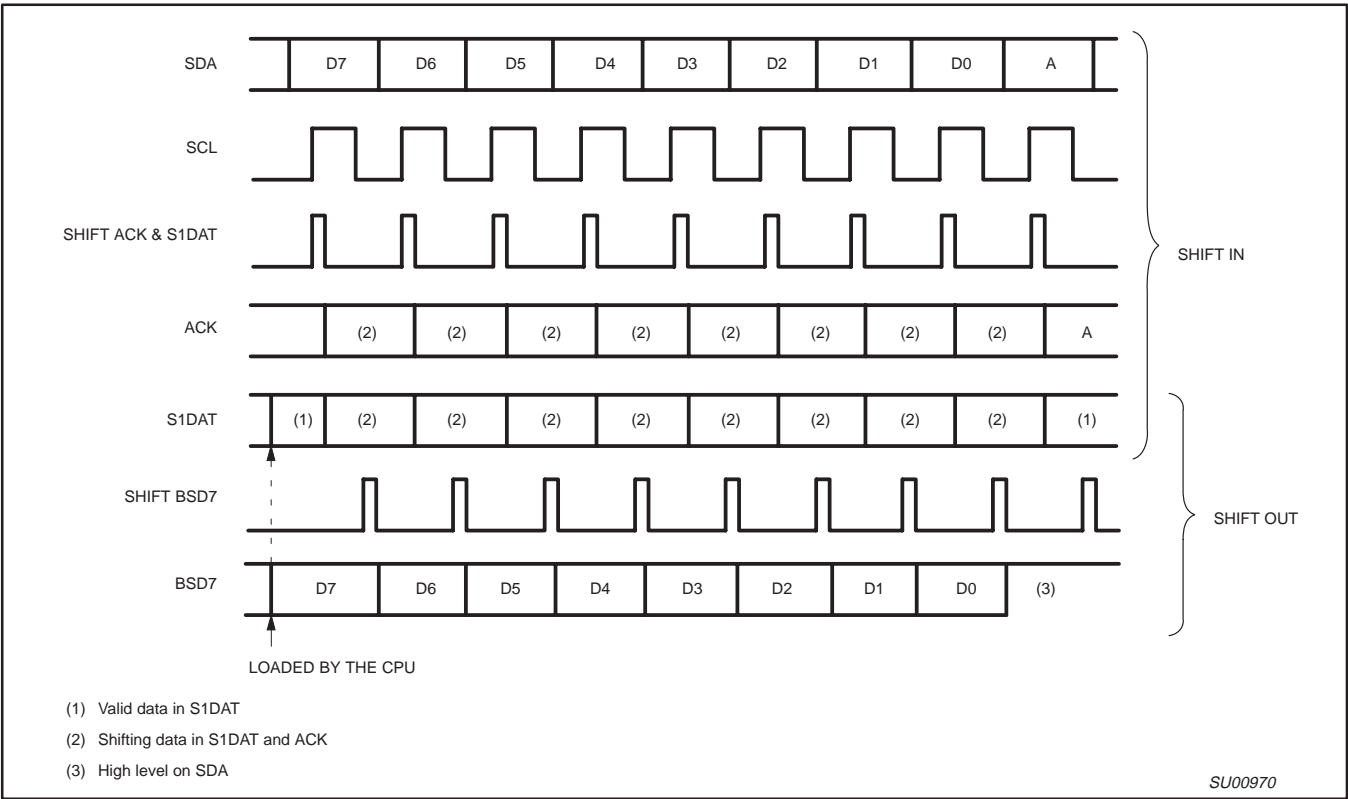 SDA D7 D6 D5 D4 D3 D2 D1 D0 A
SCL
SHIFT ACK & S1DAT
SHIFT IN
ACK (2) (2) (2) (2) (2) (2) (2) (2) A
S1DAT (1) (2) (2) (2) (2) (2) (2) (2) (2) (1)
SHIFT BSD7
SHIFT OUT
BSD7 D7 D6 D5 D4 D3 D2 D1 D0 (3)
LOADED BY THE CPU
(1) Valid data in S1DAT
(2) Shifting data in S1DAT and ACK
(3) High level on SDA
SU00970